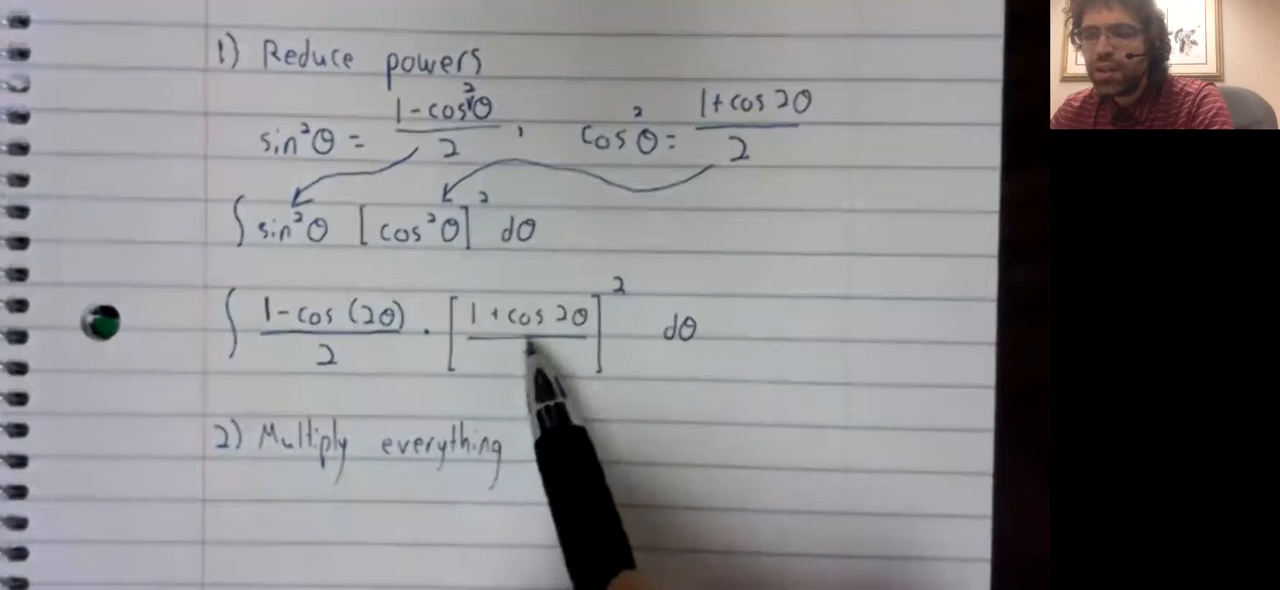 1) Reduce powers
sin²θ = (1 - cos 2θ)/2 , cos²θ = (1 + cos 2θ)/2
∫ sin²θ [cos²θ]² dθ
∫ (1 - cos (2θ))/2 · [(1 + cos 2θ)/]² dθ
2) Multiply everything